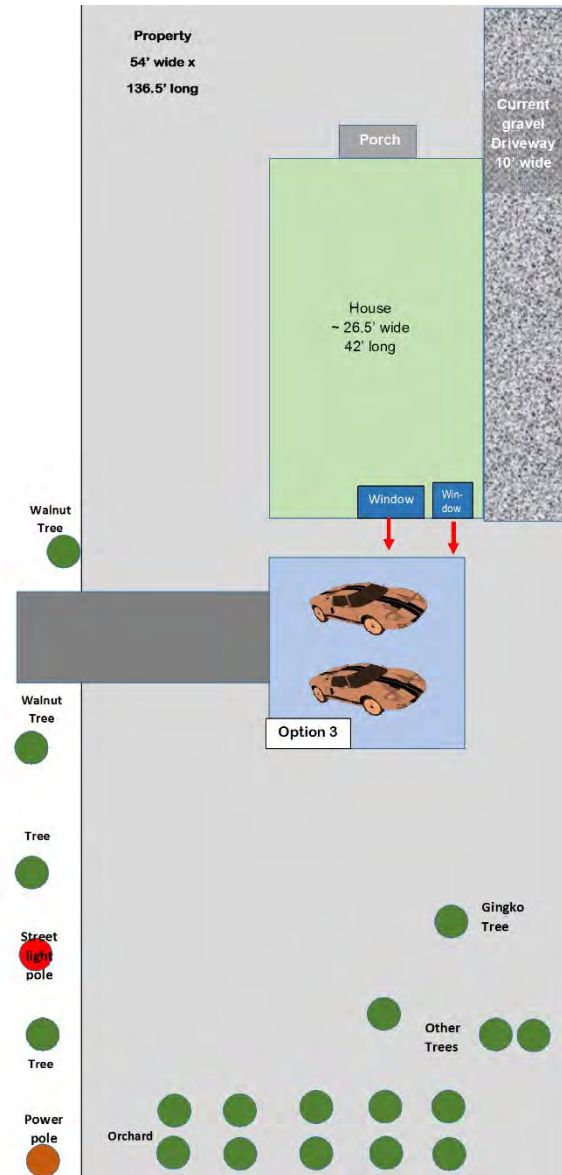 Property
54’ wide x
136.5’ long
Current
gravel
Driveway
10’ wide
Porch
House
~ 26.5’ wide
42’ long
Window
Win-
dow
Walnut
Tree
Walnut
Tree
Option 3
Tree
Gingko
Tree
Street
light
pole
Other
Trees
Tree
Orchard
Power
pole